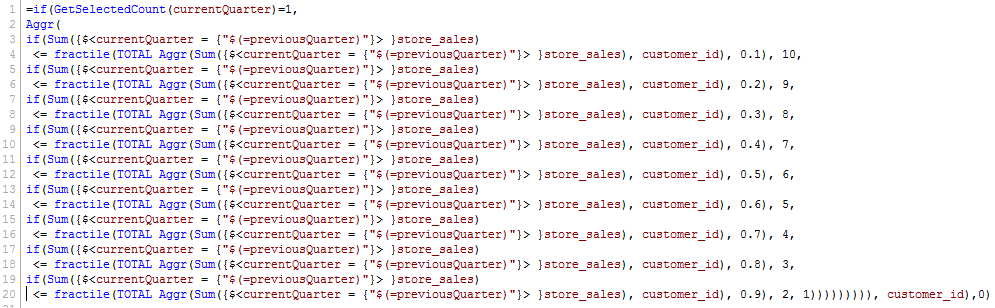 1 =if(GetSelectedCount(currentQuarter)=1,
2 Aggr(
3 if(Sum({$<currentQuarter = {"$(=previousQuarter)"}> }store_sales)
4 <= fractile(TOTAL Aggr(Sum({$<currentQuarter = {"$(=previousQuarter)"}> }store_sales), customer_id), 0.1), 10,
5 if(Sum({$<currentQuarter = {"$(=previousQuarter)"}> }store_sales)
6 <= fractile(TOTAL Aggr(Sum({$<currentQuarter = {"$(=previousQuarter)"}> }store_sales), customer_id), 0.2), 9,
7 if(Sum({$<currentQuarter = {"$(=previousQuarter)"}> }store_sales)
8 <= fractile(TOTAL Aggr(Sum({$<currentQuarter = {"$(=previousQuarter)"}> }store_sales), customer_id), 0.3), 8,
9 if(Sum({$<currentQuarter = {"$(=previousQuarter)"}> }store_sales)
10 <= fractile(TOTAL Aggr(Sum({$<currentQuarter = {"$(=previousQuarter)"}> }store_sales), customer_id), 0.4), 7,
11 if(Sum({$<currentQuarter = {"$(=previousQuarter)"}> }store_sales)
12 <= fractile(TOTAL Aggr(Sum({$<currentQuarter = {"$(=previousQuarter)"}> }store_sales), customer_id), 0.5), 6,
13 if(Sum({$<currentQuarter = {"$(=previousQuarter)"}> }store_sales)
14 <= fractile(TOTAL Aggr(Sum({$<currentQuarter = {"$(=previousQuarter)"}> }store_sales), customer_id), 0.6), 5,
15 if(Sum({$<currentQuarter = {"$(=previousQuarter)"}> }store_sales)
16 <= fractile(TOTAL Aggr(Sum({$<currentQuarter = {"$(=previousQuarter)"}> }store_sales), customer_id), 0.7), 4,
17 if(Sum({$<currentQuarter = {"$(=previousQuarter)"}> }store_sales)
18 <= fractile(TOTAL Aggr(Sum({$<currentQuarter = {"$(=previousQuarter)"}> }store_sales), customer_id), 0.8), 3,
19 if(Sum({$<currentQuarter = {"$(=previousQuarter)"}> }store_sales)
20 <= fractile(TOTAL Aggr(Sum({$<currentQuarter = {"$(=previousQuarter)"}> }store_sales), customer_id), 0.9), 2, 1))))))))), customer_id),0)